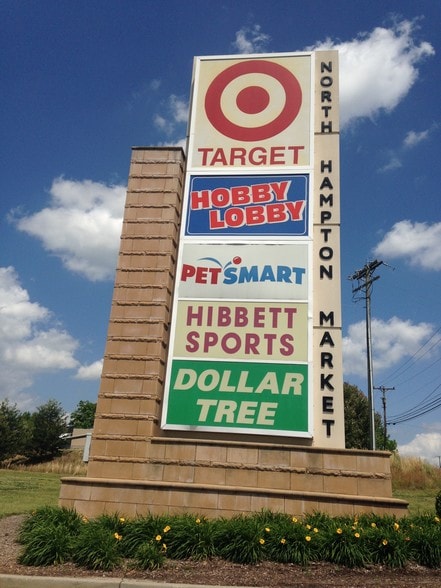 TARGET
HOBBY
LOBBY
PETSMART
HIBBETT
SPORTS
DOLLAR
TREE
NORTH HAMPTON MARKET